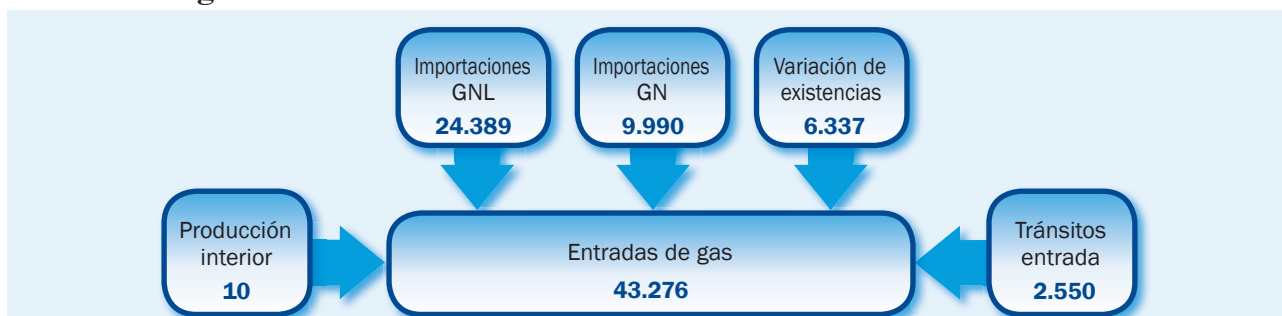 Importaciones
GNL
24.389
Importaciones
GN
9.990
Variación de
existencias
6.337
Producción
interior
10
Entradas de gas
43.276
Tránsitos
entrada
2.550